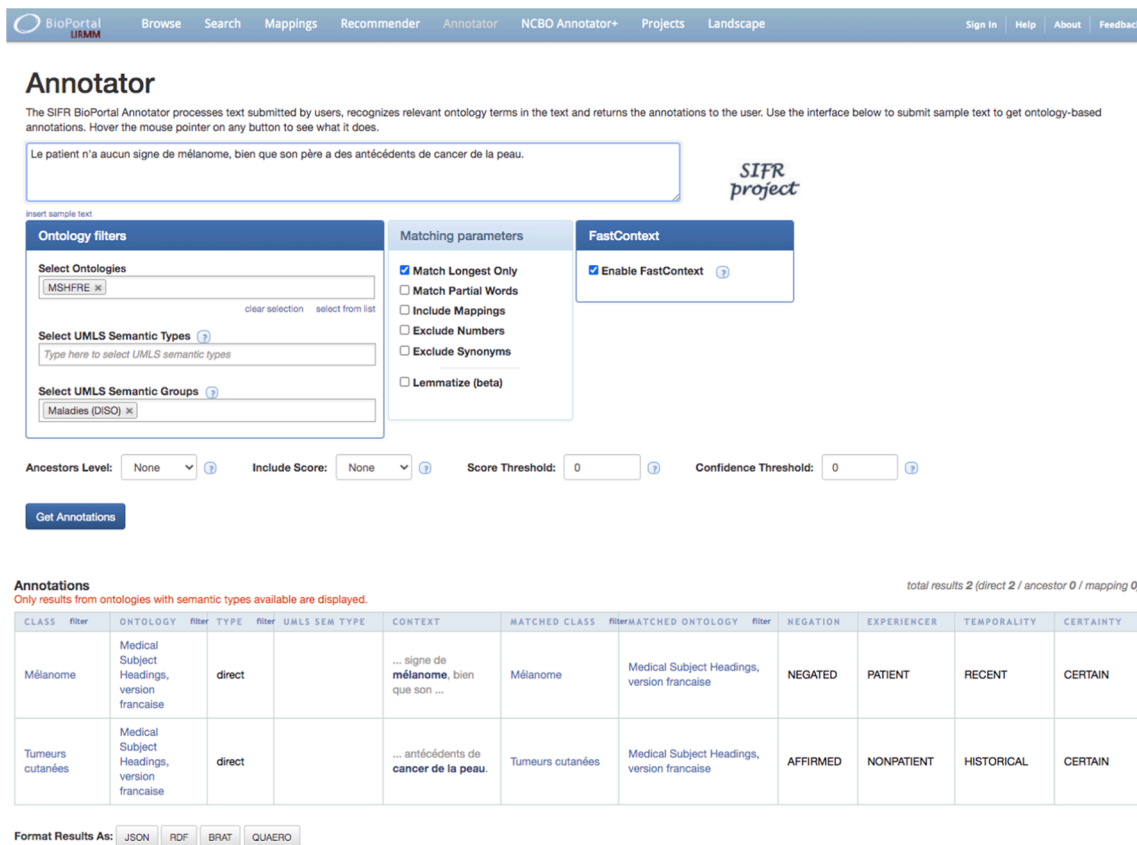 BioPortal Browse Search Mappings Recommender Annotator NCBO Annotator+ Projects Landscape Sign In Help About Feedback
LIRMM
Annotator
The SIFR BioPortal Annotator processes text submitted by users, recognizes relevant ontology terms in the text and returns the annotations to the user. Use the interface below to submit sample text to get ontology-based
annotations. Hover the mouse pointer on any button to see what it does.
Le patient n'a aucun signe de mélanome, bien que son père a des antécédents de cancer de la peau.
SIFR
project
insert sample text
Ontology filters
Select Ontologies
MSHFRE ×
clear selection select from list
Select UMLS Semantic Types ?
Type here to select UMLS semantic types
Select UMLS Semantic Groups ?
Maladies (DISO) ×
Matching parameters
Match Longest Only
Match Partial Words
Include Mappings
Exclude Numbers
Exclude Synonyms
Lemmatize (beta)
FastContext
Enable FastContext ?
Ancestors Level: None ? Include Score: None ? Score Threshold: 0 ? Confidence Threshold: 0 ?
Get Annotations
Annotations
total results 2 (direct 2 / ancestor 0 / mapping 0)
Only results from ontologies with semantic types available are displayed.
CLASS filter ONTOLOGY filter TYPE filter UMLS SEM TYPE CONTEXT MATCHED CLASS filter MATCHED ONTOLOGY filter NEGATION EXPERIENCER TEMPORALITY CERTAINTY
Mélanome
Medical
Subject
Headings,
version
francaise
direct
... signe de
mélanome, bien
que son ...
Mélanome
Medical Subject Headings,
version francaise
NEGATED PATIENT RECENT CERTAIN
Tumeurs
cutanées
Medical
Subject
Headings,
version
francaise
direct
... antécédents de
cancer de la peau.
Tumeurs cutanées
Medical Subject Headings,
version francaise
AFFIRMED NONPATIENT HISTORICAL CERTAIN
Format Results As: JSON RDF BRAT QUAERO